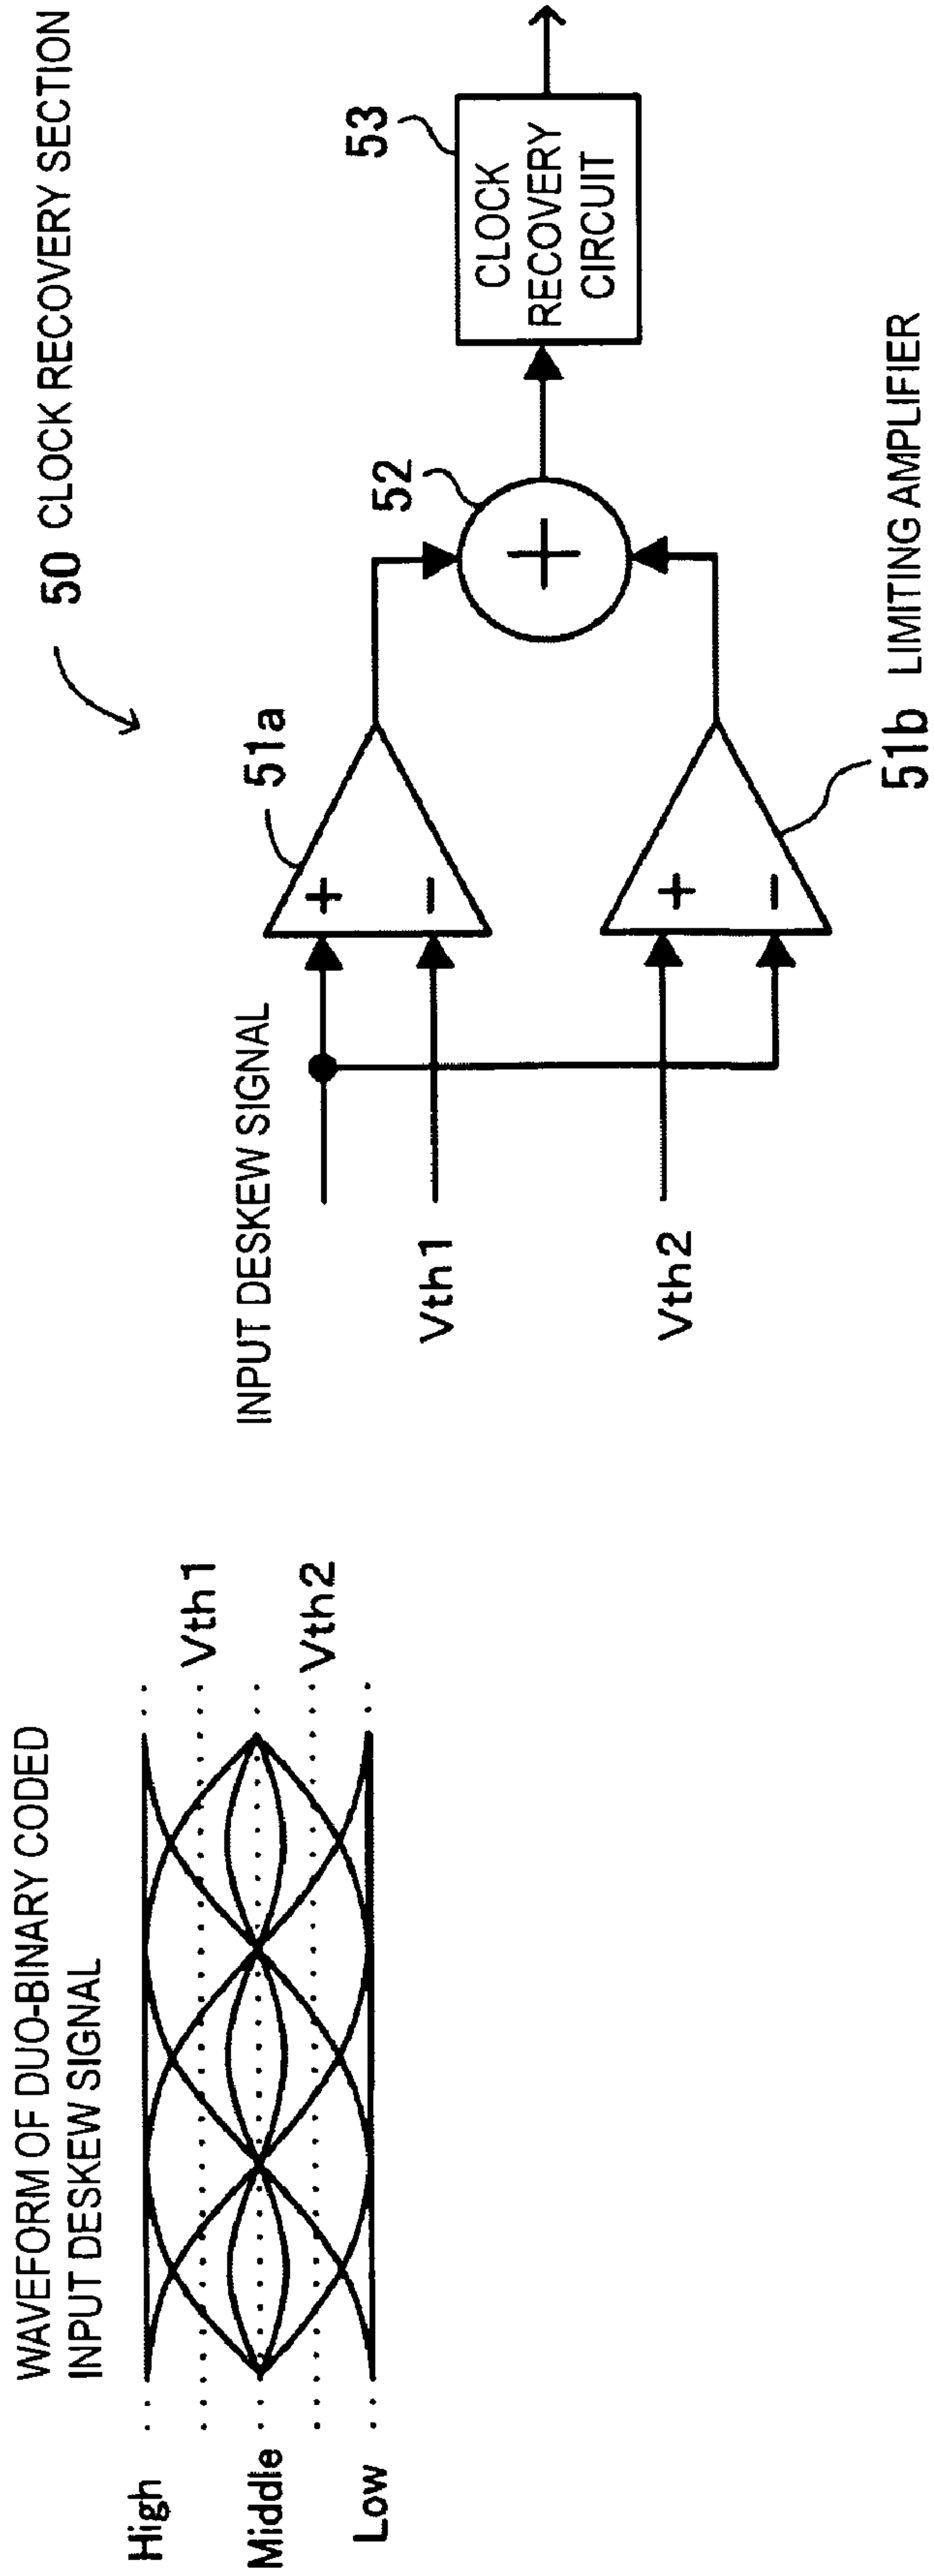 WAVEFORM OF DUO-BINARY CODED
INPUT DESKEW SIGNAL
High
Middle
Low
Vth1
Vth2
50 CLOCK RECOVERY SECTION
INPUT DESKEW SIGNAL
Vth1
Vth2
51a
+
−
+
−
51b LIMITING AMPLIFIER
52
+
53
CLOCK
RECOVERY
CIRCUIT